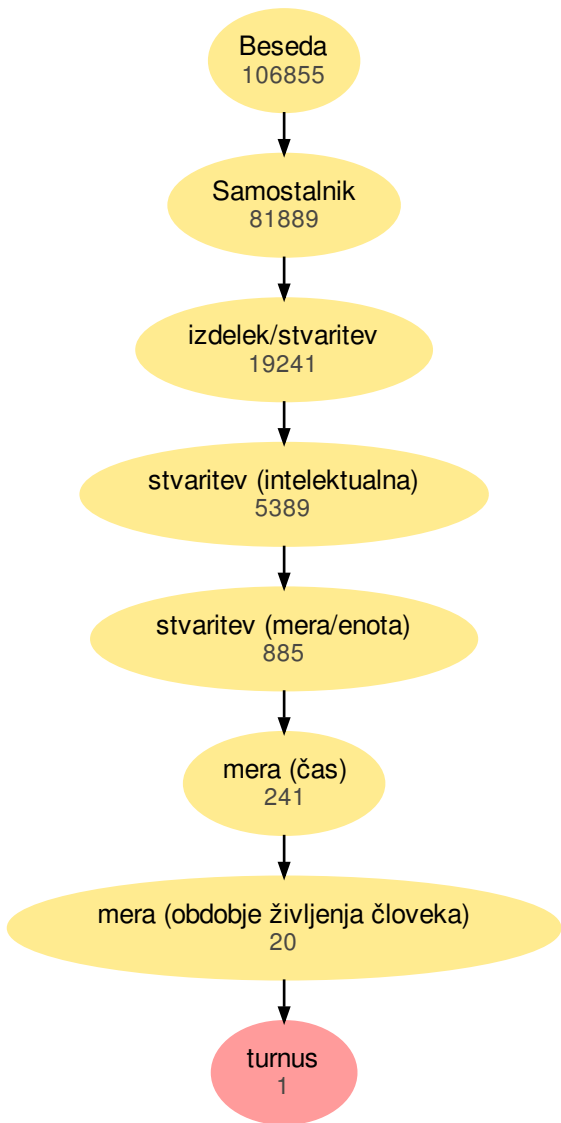 Beseda
106855
Samostalnik
81889
izdelek/stvaritev
19241
stvaritev (intelektualna)
5389
stvaritev (mera/enota)
885
mera (čas)
241
mera (obdobje življenja človeka)
20
turnus
1